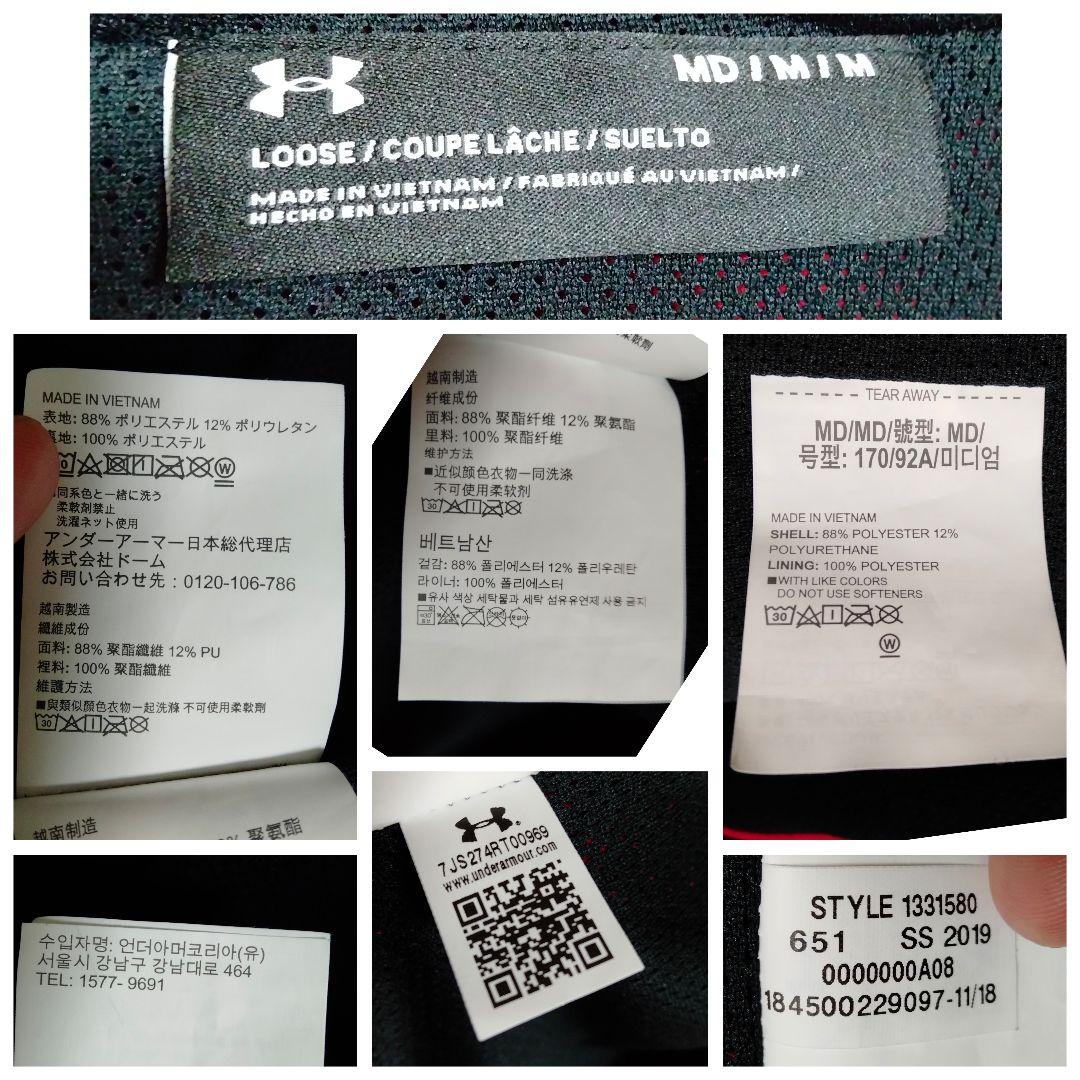 MD / M / M
LOOSE / COUPE LÂCHE / SUELTO
MADE IN VIETNAM / FABRIQUÉ AU VIETNAM /
HECHO EN VIETNAM
MADE IN VIETNAM
表地: 88% ポリエステル 12% ポリウレタン
地: 100% ポリエステル
W
同系色と一緒に洗う
柔軟剤禁止
洗濯ネット使用
アンダーアーマー日本総代理店
株式会社ドーム
お問い合わせ先：0120-106-786
越南製造
纖維成份
面料: 88% 聚酯纖維 12% PU
裡料: 100% 聚酯纖維
維護方法
■與類似顏色衣物一起洗滌 不可使用柔軟劑
30
越南制造
聚氨酯
柔軟劑
越南制造
纤维成份
面料: 88% 聚酯纤维 12% 聚氨酯
里料: 100% 聚酯纤维
维护方法
■近似颜色衣物一同洗涤
不可使用柔软剂
30
베트남산
겉감: 88% 폴리에스터 12% 폴리우레탄
라이너: 100% 폴리에스터
■유사 색상 세탁물과 세탁 섬유유연제 사용 금지
------ TEAR AWAY ------
MD/MD/號型: MD/
号型: 170/92A/미디엄
MADE IN VIETNAM
SHELL: 88% POLYESTER 12%
POLYURETHANE
LINING: 100% POLYESTER
■WITH LIKE COLORS
DO NOT USE SOFTENERS
30
W
수입자명: 언더아머코리아(유)
서울시 강남구 강남대로 464
TEL: 1577- 9691
7JS274RT00969
www.underarmour.com
STYLE 1331580
651 SS 2019
0000000A08
184500229097-11/18